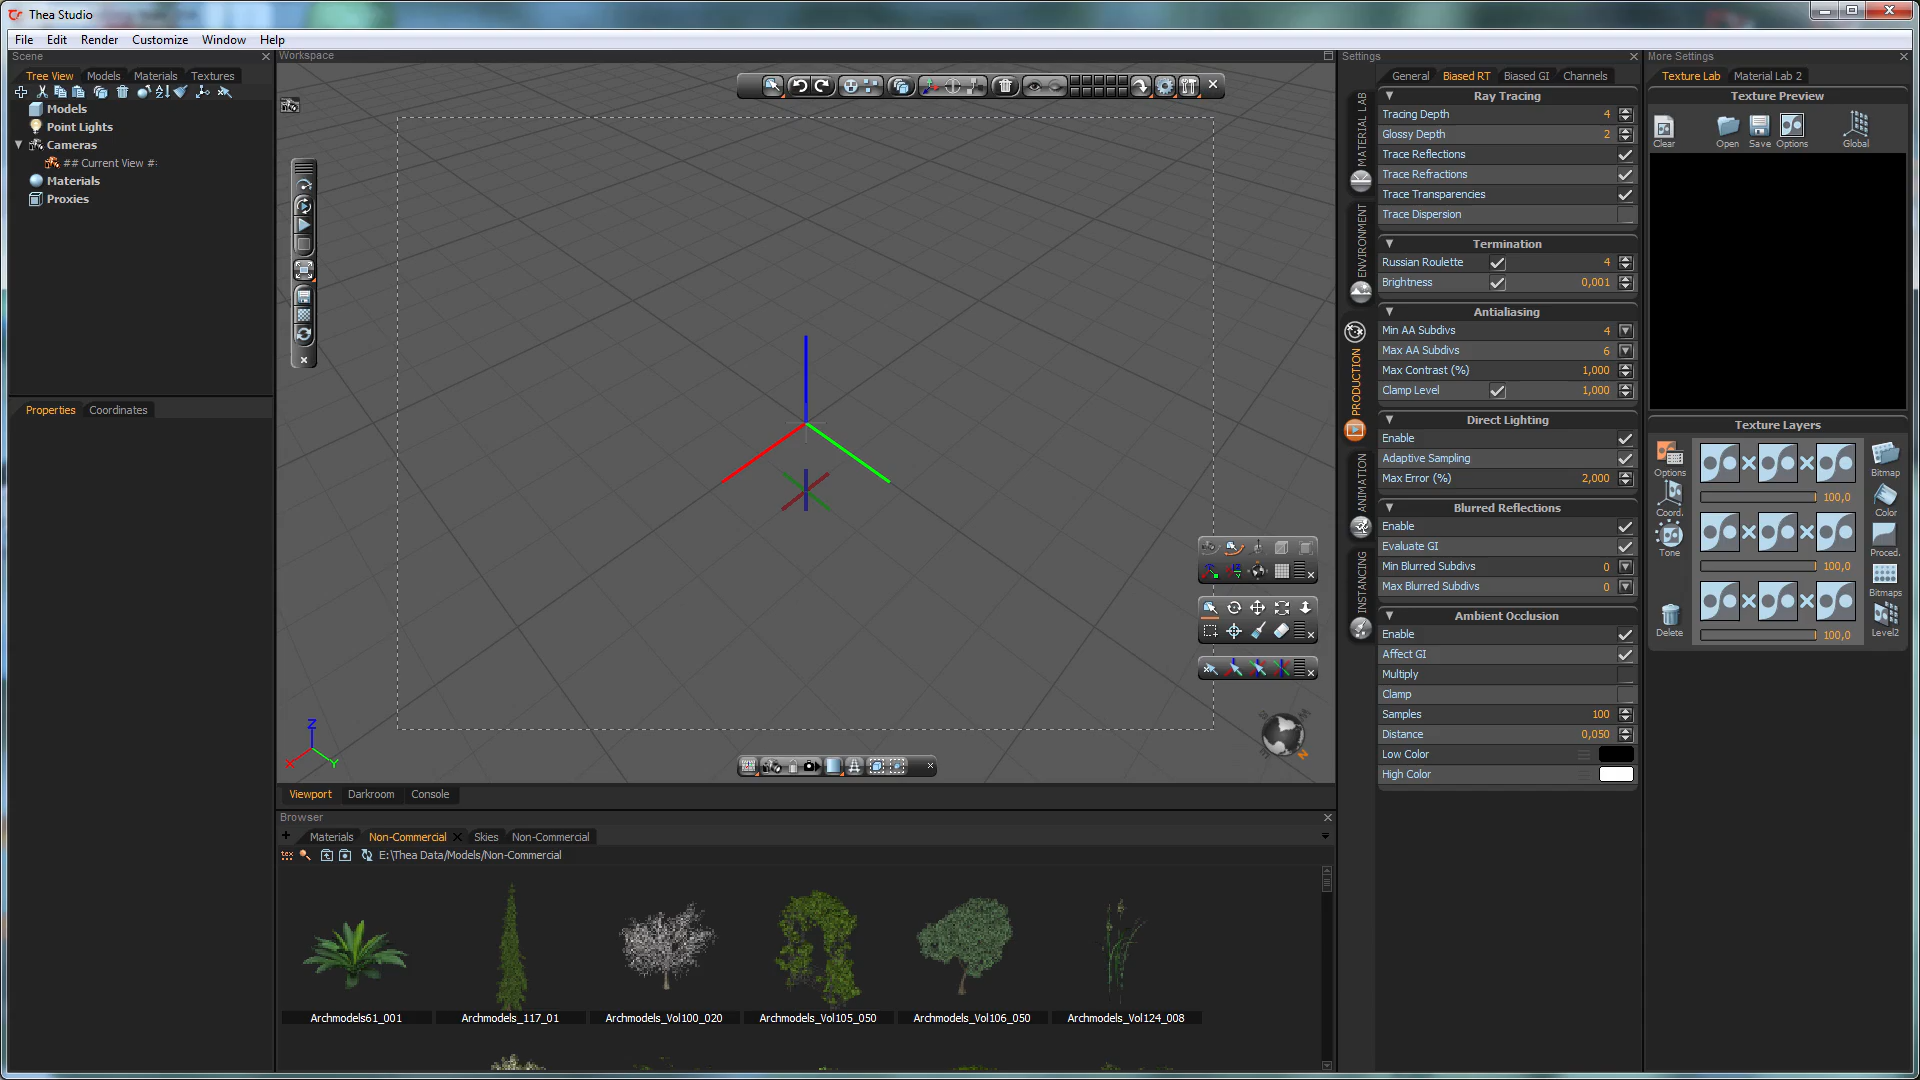 Thea Studio
File Edit Render Customize Window Help
Scene
Tree View Models Materials Textures
Models
Point Lights
Cameras
## Current View #:
Materials
Proxies
Properties Coordinates
Workspace
Z
X
Y
Viewport Darkroom Console
Browser
Materials Non-Commercial Skies Non-Commercial
tex
E:\Thea Data/Models/Non-Commercial
Archmodels61_001
Archmodels_117_01
Archmodels_Vol100_020
Archmodels_Vol105_050
Archmodels_Vol106_050
Archmodels_Vol124_008
Settings
MATERIAL LAB
ENVIRONMENT
PRODUCTION
ANIMATION
INSTANCING
General Biased RT Biased GI Channels
Ray Tracing
Tracing Depth 4
Glossy Depth 2
Trace Reflections
Trace Refractions
Trace Transparencies
Trace Dispersion
Termination
Russian Roulette 4
Brightness 0,001
Antialiasing
Min AA Subdivs 4
Max AA Subdivs 6
Max Contrast (%) 1,000
Clamp Level 1,000
Direct Lighting
Enable
Adaptive Sampling
Max Error (%) 2,000
Blurred Reflections
Enable
Evaluate GI
Min Blurred Subdivs 0
Max Blurred Subdivs 0
Ambient Occlusion
Enable
Affect GI
Multiply
Clamp
Samples 100
Distance 0,050
Low Color
High Color
More Settings
Texture Lab Material Lab 2
Texture Preview
Clear Open Save Options Global
Texture Layers
Options
Coord.
Tone
Delete
100,0
100,0
100,0
Bitmap
Color
Proced.
Bitmaps
Level2